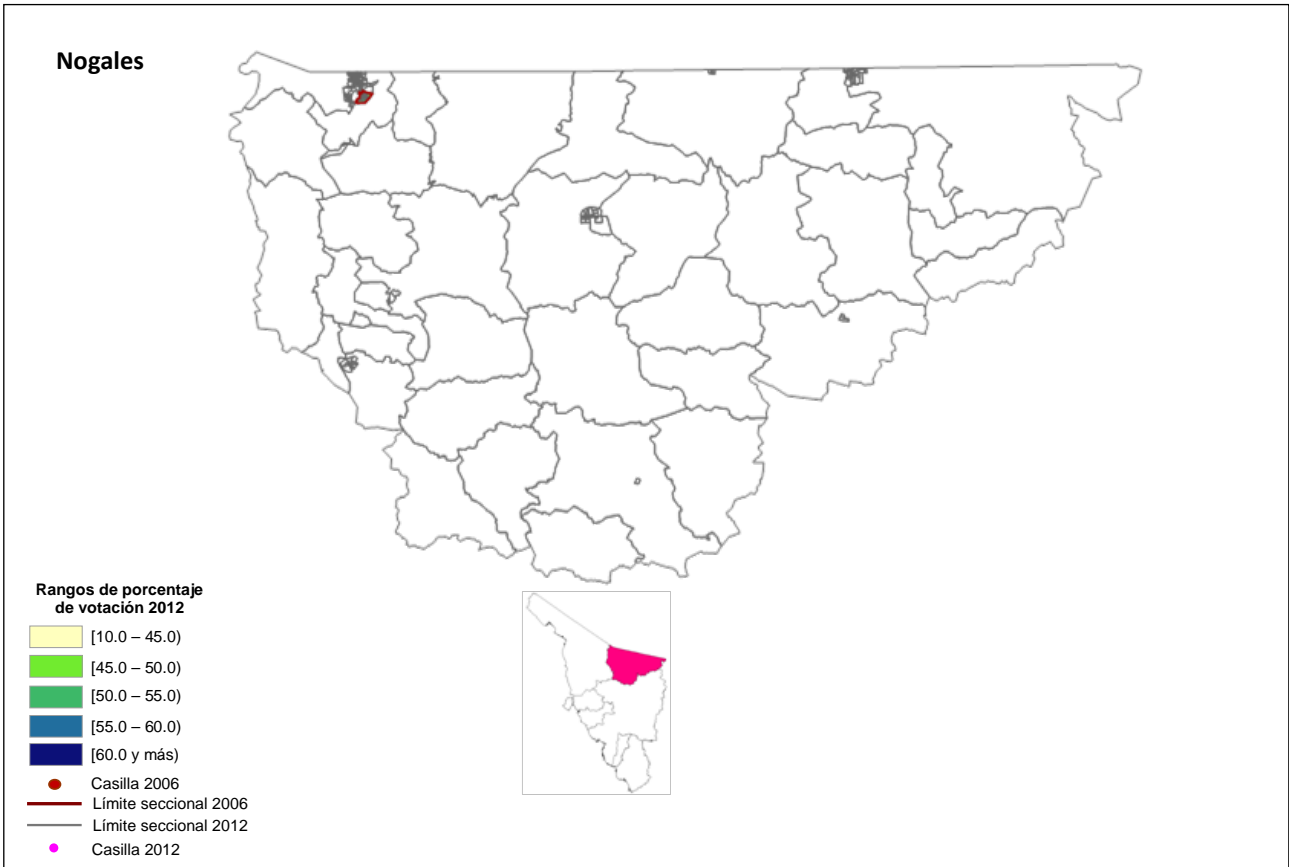 Nogales
Rangos de porcentaje
de votación 2012
[10.0 – 45.0)
[45.0 – 50.0)
[50.0 – 55.0)
[55.0 – 60.0)
[60.0 y más)
Casilla 2006
Límite seccional 2006
Límite seccional 2012
Casilla 2012